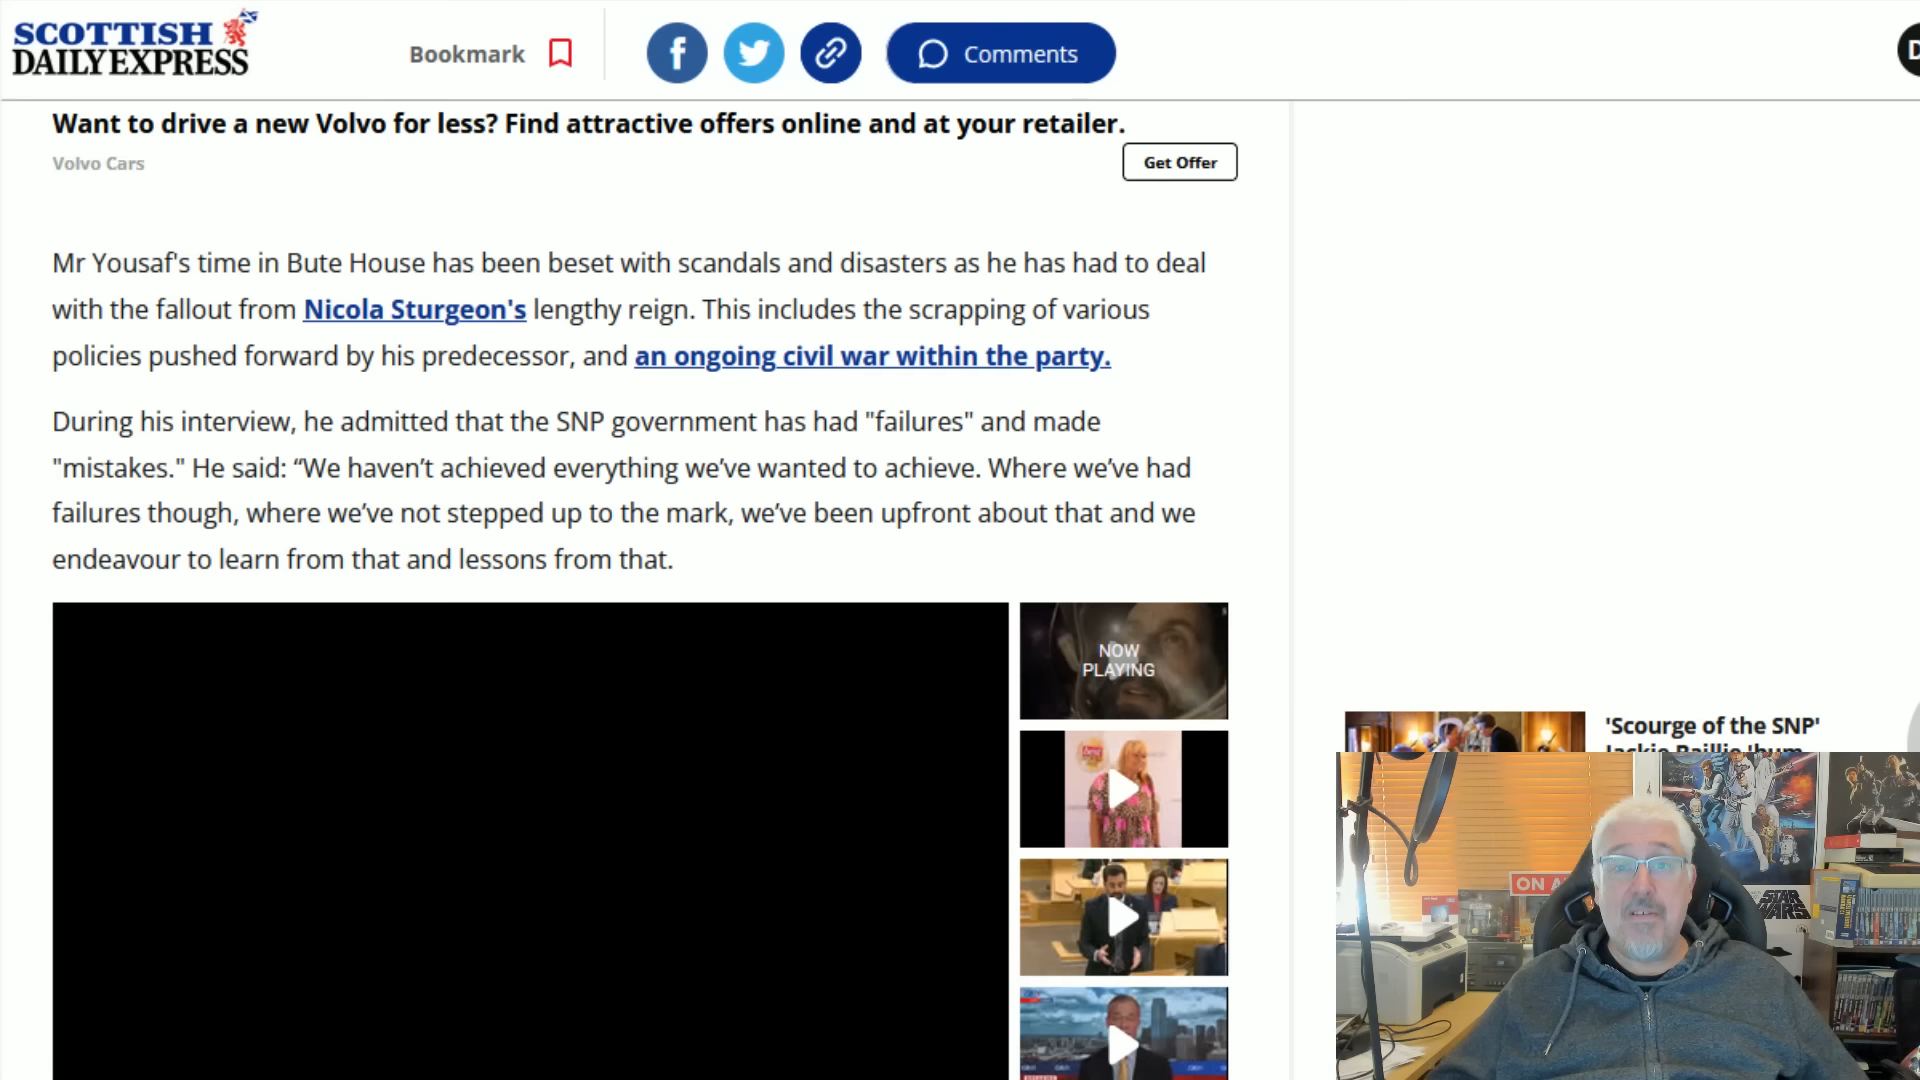 SCOTTISH
DAILY EXPRESS
Bookmark
f
Comments
D
Want to drive a new Volvo for less? Find attractive offers online and at your retailer.
Volvo Cars
Get Offer
Mr Yousaf's time in Bute House has been beset with scandals and disasters as he has had to deal
with the fallout from Nicola Sturgeon's lengthy reign. This includes the scrapping of various
policies pushed forward by his predecessor, and an ongoing civil war within the party.
During his interview, he admitted that the SNP government has had "failures" and made
"mistakes." He said: “We haven’t achieved everything we’ve wanted to achieve. Where we’ve had
failures though, where we’ve not stepped up to the mark, we’ve been upfront about that and we
endeavour to learn from that and lessons from that.
NOW
PLAYING
'Scourge of the SNP'
Jackie Baillie 'hum
ON A
STAR
WARS